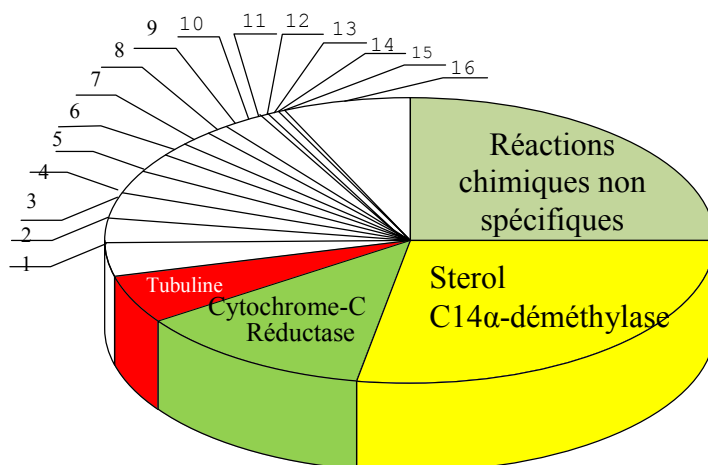 16
15
14
13
12
11
10
9
8
7
6
5
4
3
2
1
Réactions
chimiques non
spécifiques
Sterol
C14α-déméthylase
Cytochrome-C
Réductase
Tubuline